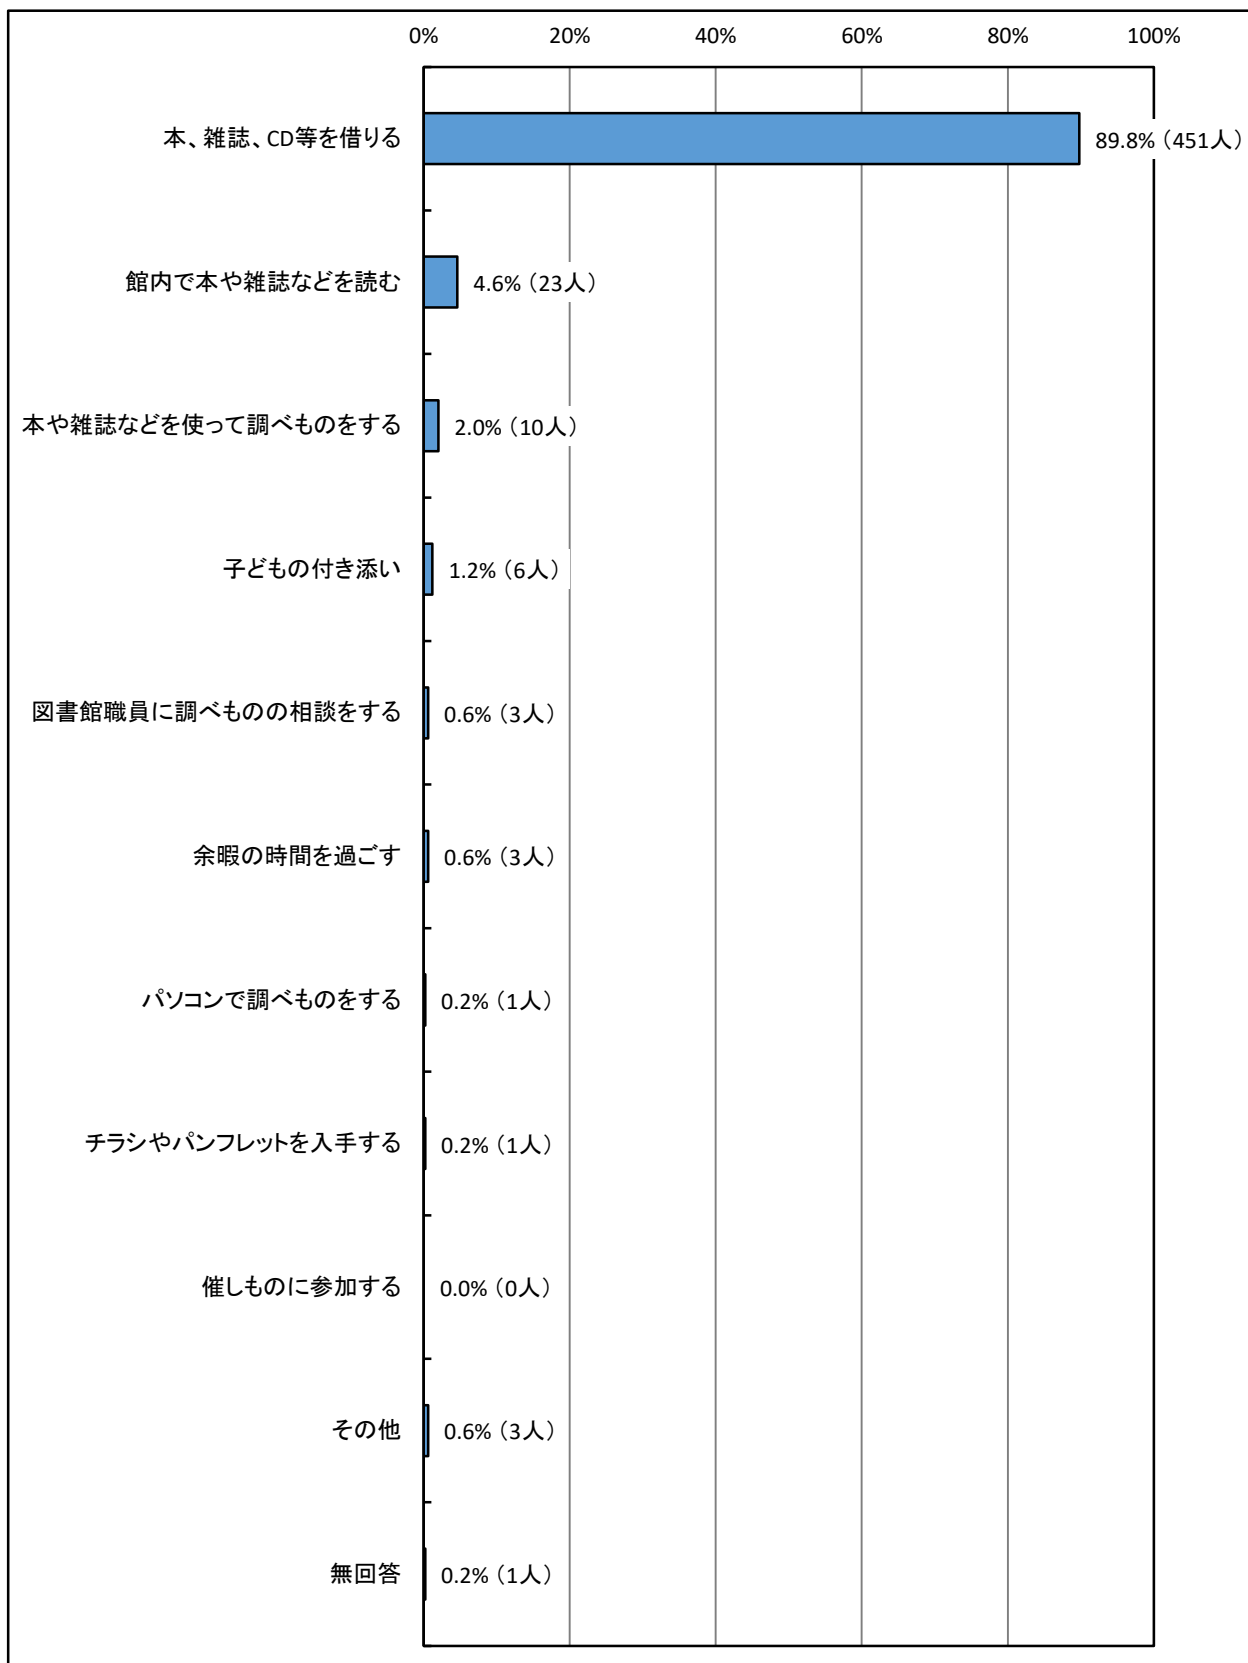 0% 20% 40% 60% 80% 100%
本、雑誌、CD等を借りる 89.8%（451人）
館内で本や雑誌などを読む 4.6%（23人）
本や雑誌などを使って調べものをする 2.0%（10人）
子どもの付き添い 1.2%（6人）
図書館職員に調べものの相談をする 0.6%（3人）
余暇の時間を過ごす 0.6%（3人）
パソコンで調べものをする 0.2%（1人）
チラシやパンフレットを入手する 0.2%（1人）
催しものに参加する 0.0%（0人）
その他 0.6%（3人）
無回答 0.2%（1人）